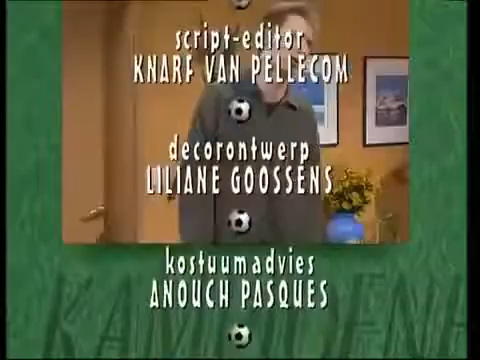 script-editor
KNARF VAN PELLECOM
decorontwerp
LILIANE GOOSSENS
kostuumadvies
ANOUCH PASQUES